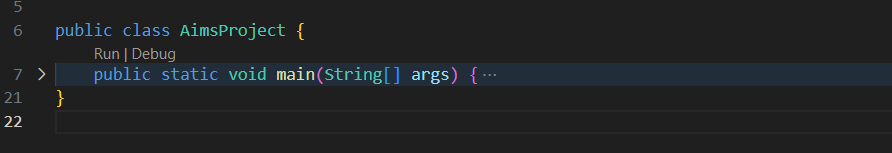 5
6 public class AimsProject {
Run | Debug
7 > public static void main(String[] args) { ···
21 }
22